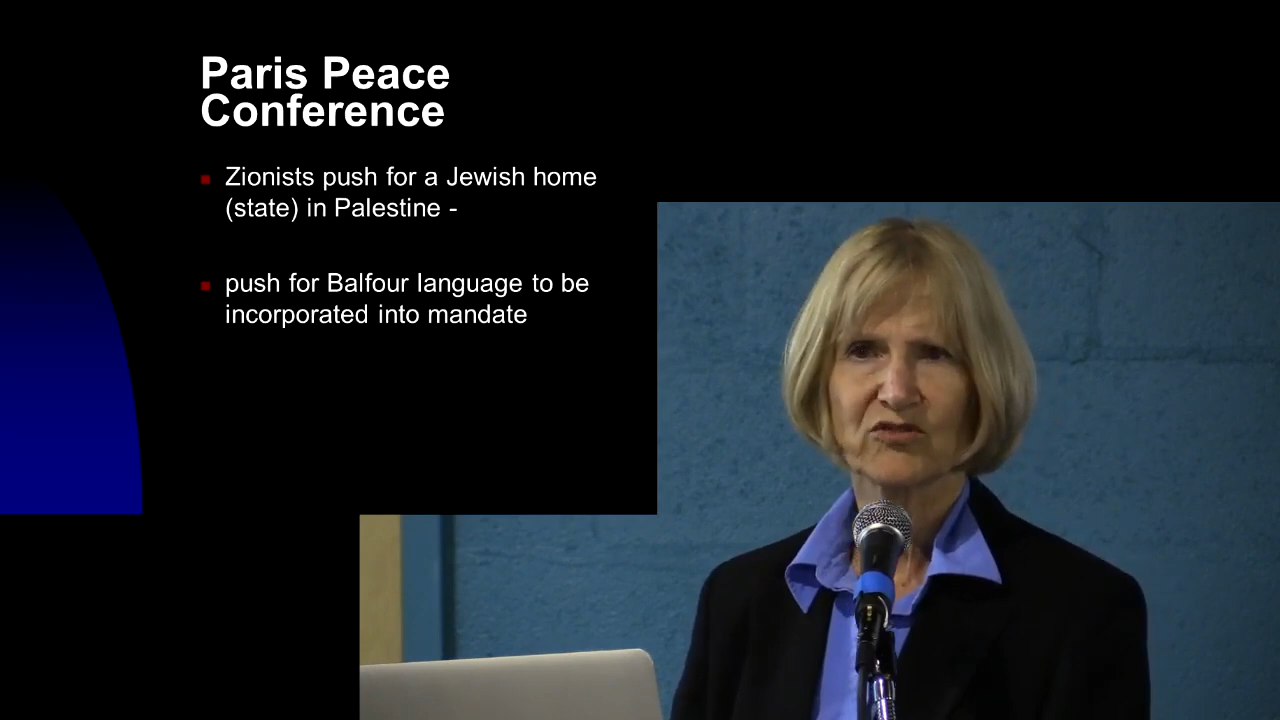 Paris Peace
Conference
Zionists push for a Jewish home
(state) in Palestine -
push for Balfour language to be
incorporated into mandate